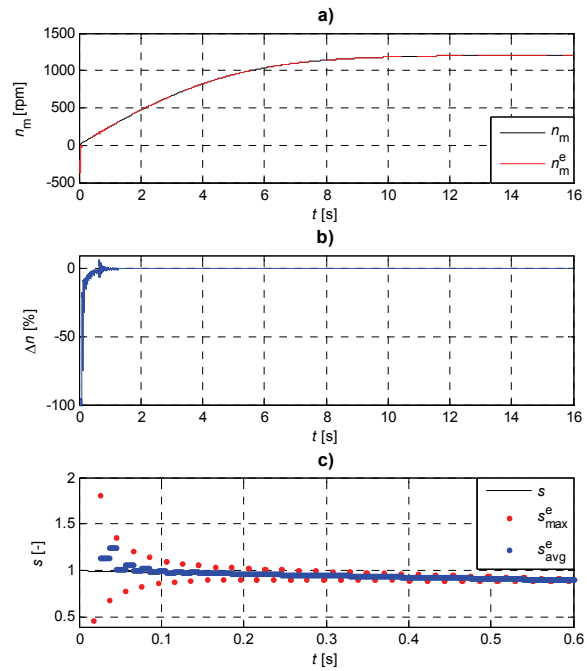 a)
1500
1000
500
0
-500
n_m [rpm]
n_m
n_m^e
0 2 4 6 8 10 12 14 16
t [s]
b)
0
-50
-100
Δn [%]
0 2 4 6 8 10 12 14 16
t [s]
c)
2
1.5
1
0.5
s [-]
s
s_max^e
s_avg^e
0 0.1 0.2 0.3 0.4 0.5 0.6
t [s]